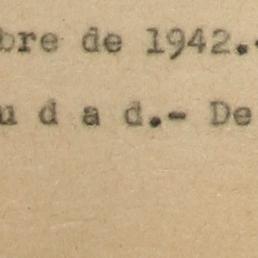 bre de 1942.-
u d a d.- De